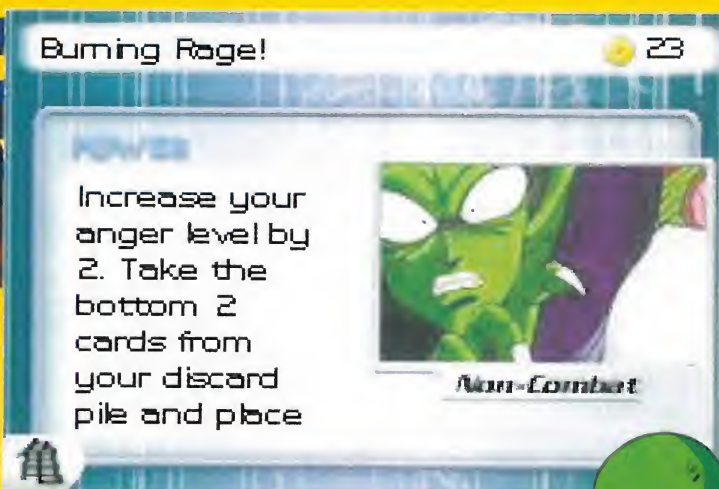 Burning Rage!
23
POWER
Increase your
anger level by
2. Take the
bottom 2
cards from
your discard
pile and place
Non-Combat
亀